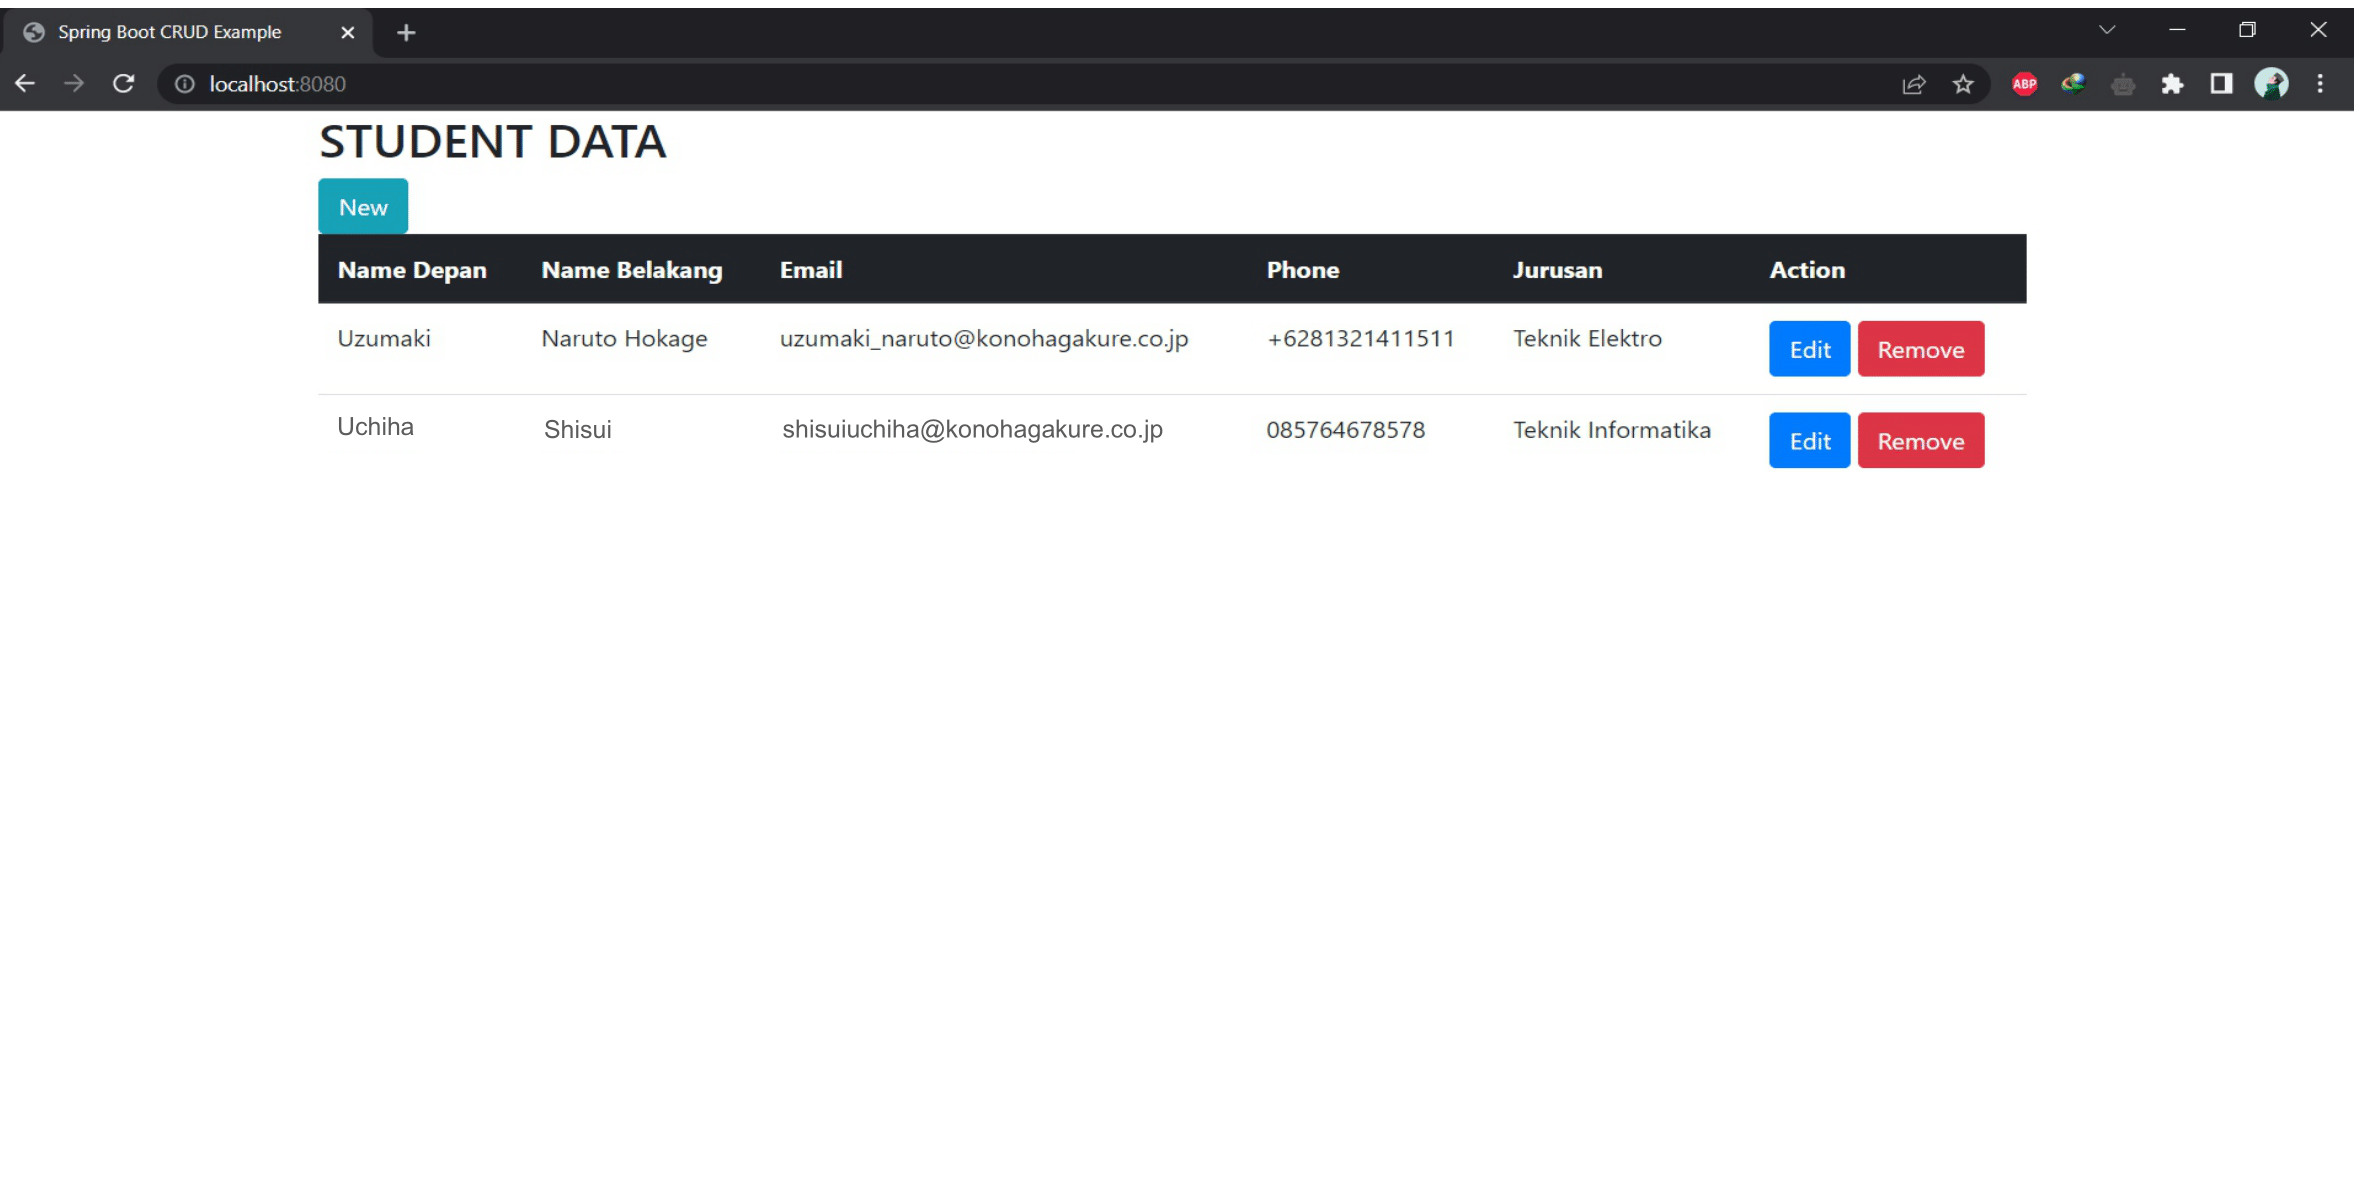 Spring Boot CRUD Example
localhost:8080
ABP
STUDENT DATA
New
Name Depan Name Belakang Email Phone Jurusan Action
Uzumaki Naruto Hokage uzumaki_naruto@konohagakure.co.jp +6281321411511 Teknik Elektro Edit Remove
Uchiha Shisui shisuiuchiha@konohagakure.co.jp 085764678578 Teknik Informatika Edit Remove